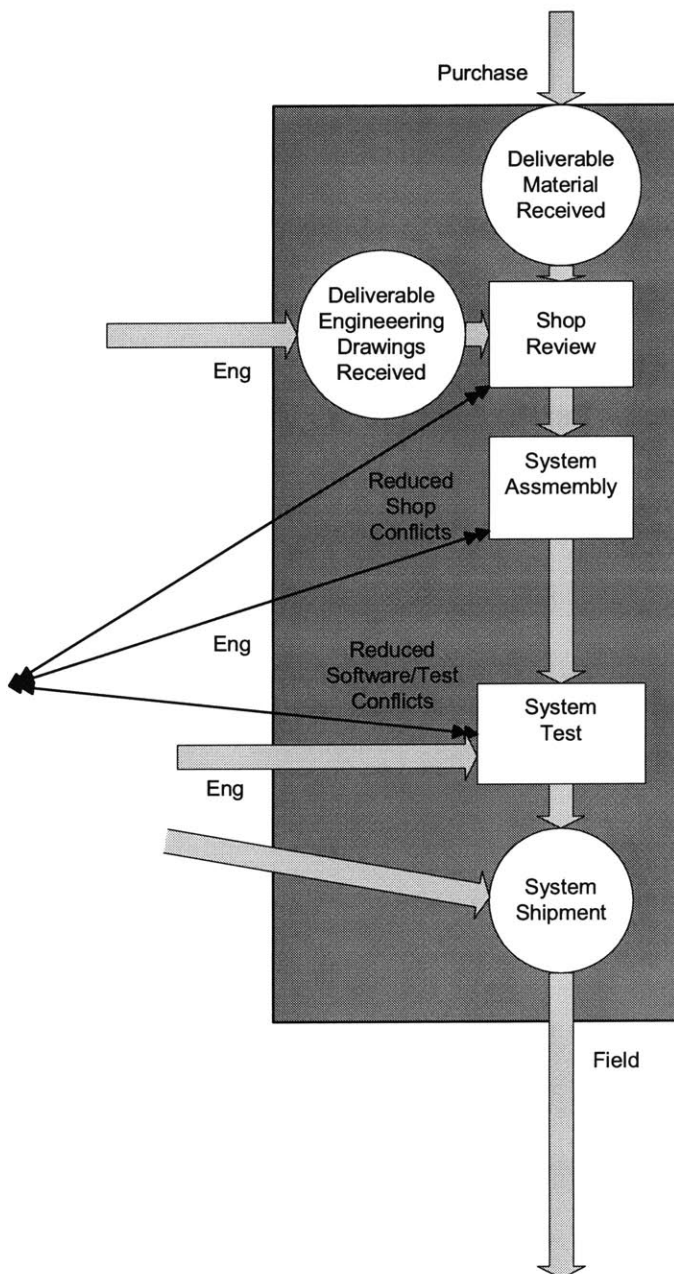 Purchase
Deliverable
Material
Received
Deliverable
Engineeering
Drawings
Received
Shop
Review
Eng
System
Assmembly
Reduced
Shop
Conflicts
Eng
Reduced
Software/Test
Conflicts
System
Test
Eng
System
Shipment
Field